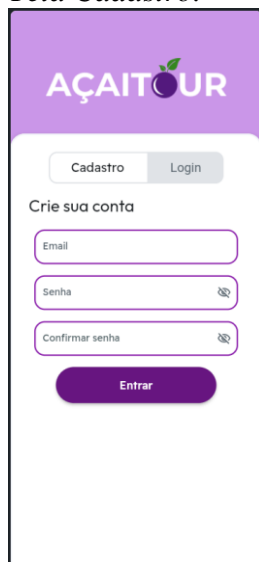 Tela Cadastro:
AÇAITOUR
Cadastro Login
Crie sua conta
Email
Senha
Confirmar senha
Entrar